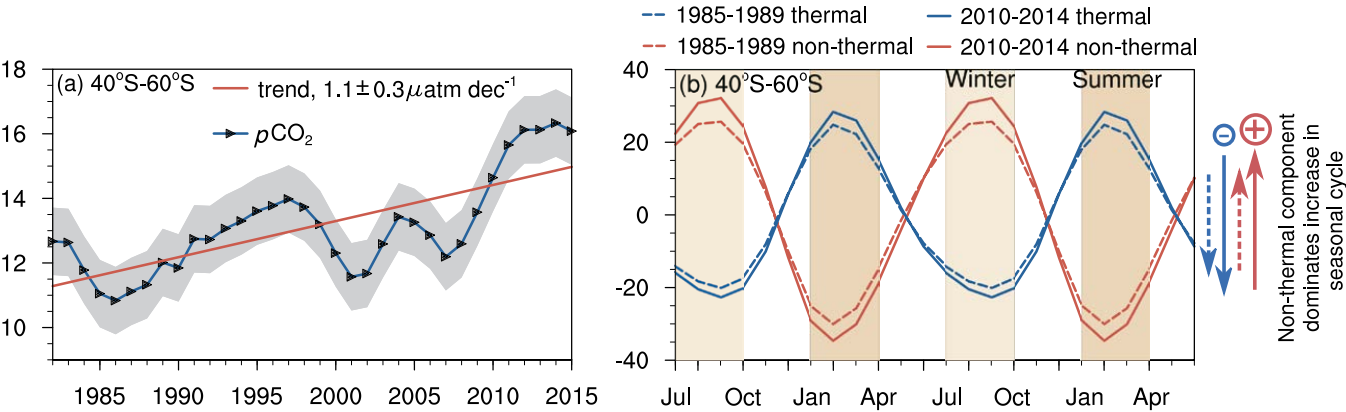 1985-1989 thermal
2010-2014 thermal
1985-1989 non-thermal
2010-2014 non-thermal
(a) 40°S-60°S
trend, 1.1±0.3μatm dec⁻¹
pCO₂
18
16
14
12
10
1985 1990 1995 2000 2005 2010 2015
(b) 40°S-60°S
Winter
Summer
40
20
0
-20
-40
Jul Oct Jan Apr Jul Oct Jan Apr
− +
Non-thermal component
dominates increase in
seasonal cycle